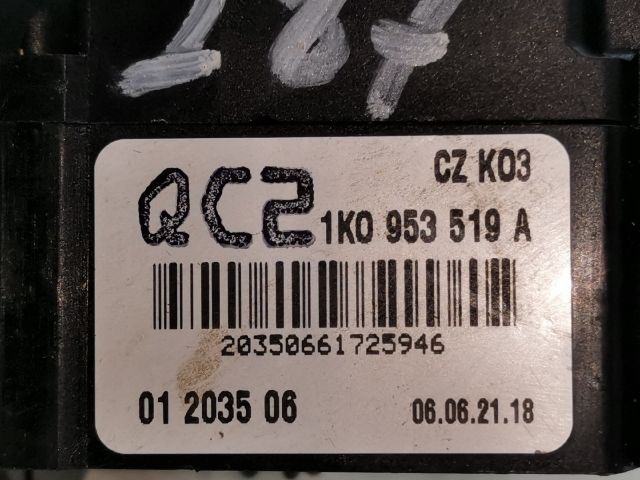 CZ K03
QC2
1K0 953 519 A
20350661725946
01 2035 06
06.06.21.18